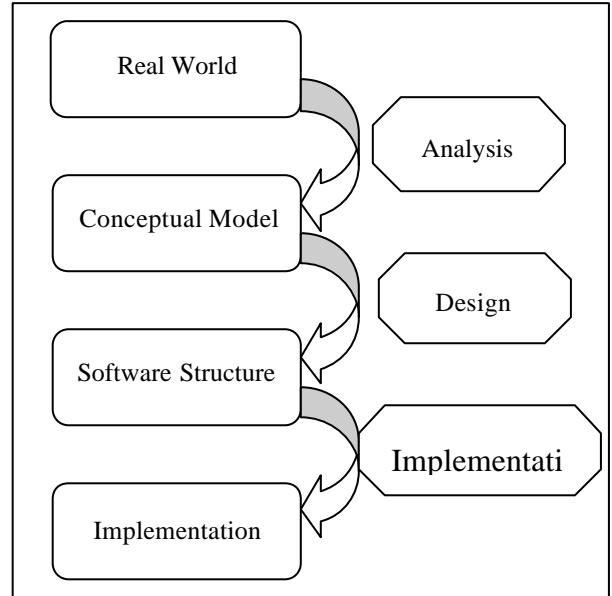 Real World
Analysis
Conceptual Model
Design
Software Structure
Implementati
Implementation